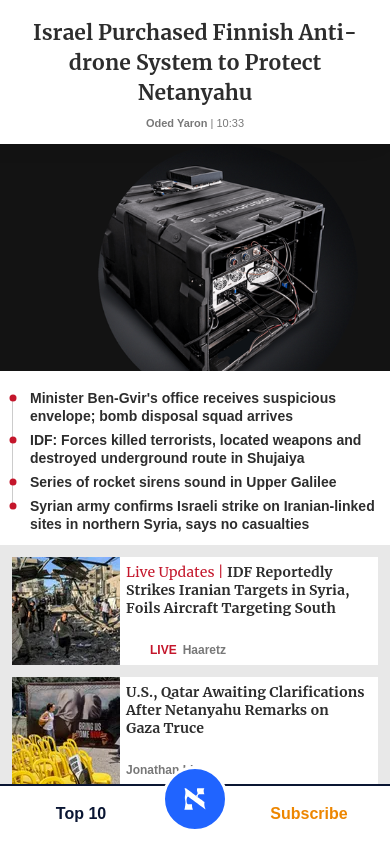 Israel Purchased Finnish Anti-
drone System to Protect
Netanyahu
Oded Yaron | 10:33
SENSOFUSION
Minister Ben-Gvir's office receives suspicious
envelope; bomb disposal squad arrives
IDF: Forces killed terrorists, located weapons and
destroyed underground route in Shujaiya
Series of rocket sirens sound in Upper Galilee
Syrian army confirms Israeli strike on Iranian-linked
sites in northern Syria, says no casualties
Live Updates | IDF Reportedly
Strikes Iranian Targets in Syria,
Foils Aircraft Targeting South
LIVE Haaretz
U.S., Qatar Awaiting Clarifications
After Netanyahu Remarks on
Gaza Truce
BRING US
HOME NOW
Jonathan
Top 10
Subscribe